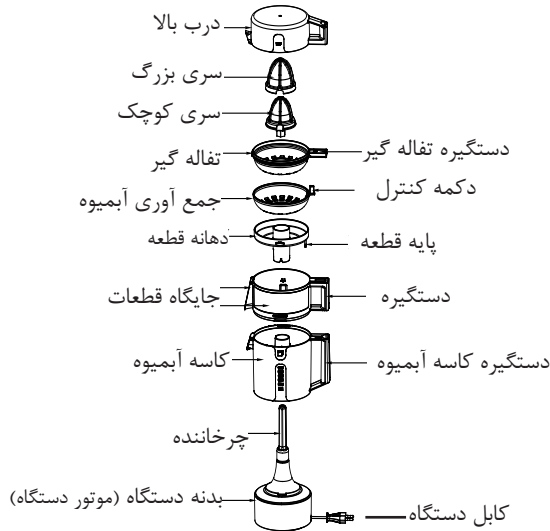 درب بالا
سری بزرگ
سری کوچک
دستگیره تفاله گیر
تفاله گیر
دکمه کنترل
جمع آوری آبمیوه
دهانه قطعه
پایه قطعه
دستگیره
جایگاه قطعات
دستگیره کاسه آبمیوه
کاسه آبمیوه
چرخاننده
بدنه دستگاه (موتور دستگاه)
کابل دستگاه